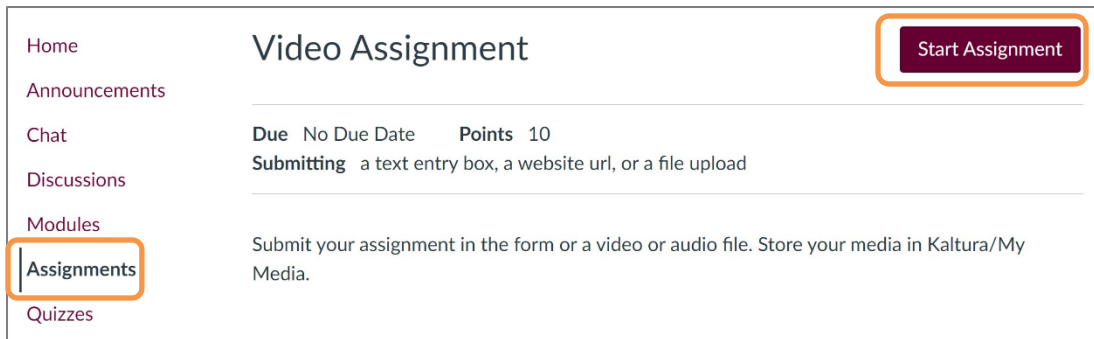 Home
Announcements
Chat
Discussions
Modules
Assignments
Quizzes
Video Assignment
Start Assignment
Due No Due Date Points 10
Submitting a text entry box, a website url, or a file upload
Submit your assignment in the form or a video or audio file. Store your media in Kaltura/My
Media.